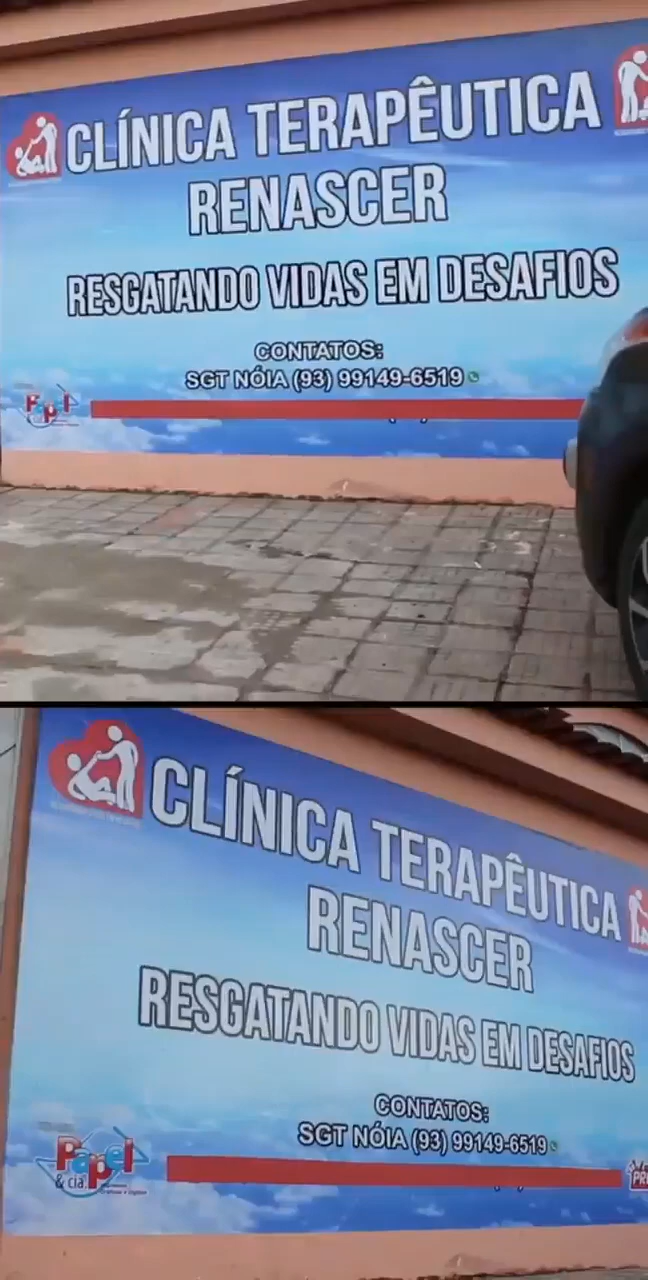 CLÍNICA TERAPÊUTICA
RENASCER
RESGATANDO VIDAS EM DESAFIOS
CONTATOS:
SGT NÓIA (93) 99149-6519
Papel
CLÍNICA TERAPÊUTICA
RENASCER
RESGATANDO VIDAS EM DESAFIOS
CONTATOS:
SGT NÓIA (93) 99149-6519
Papel
& cia